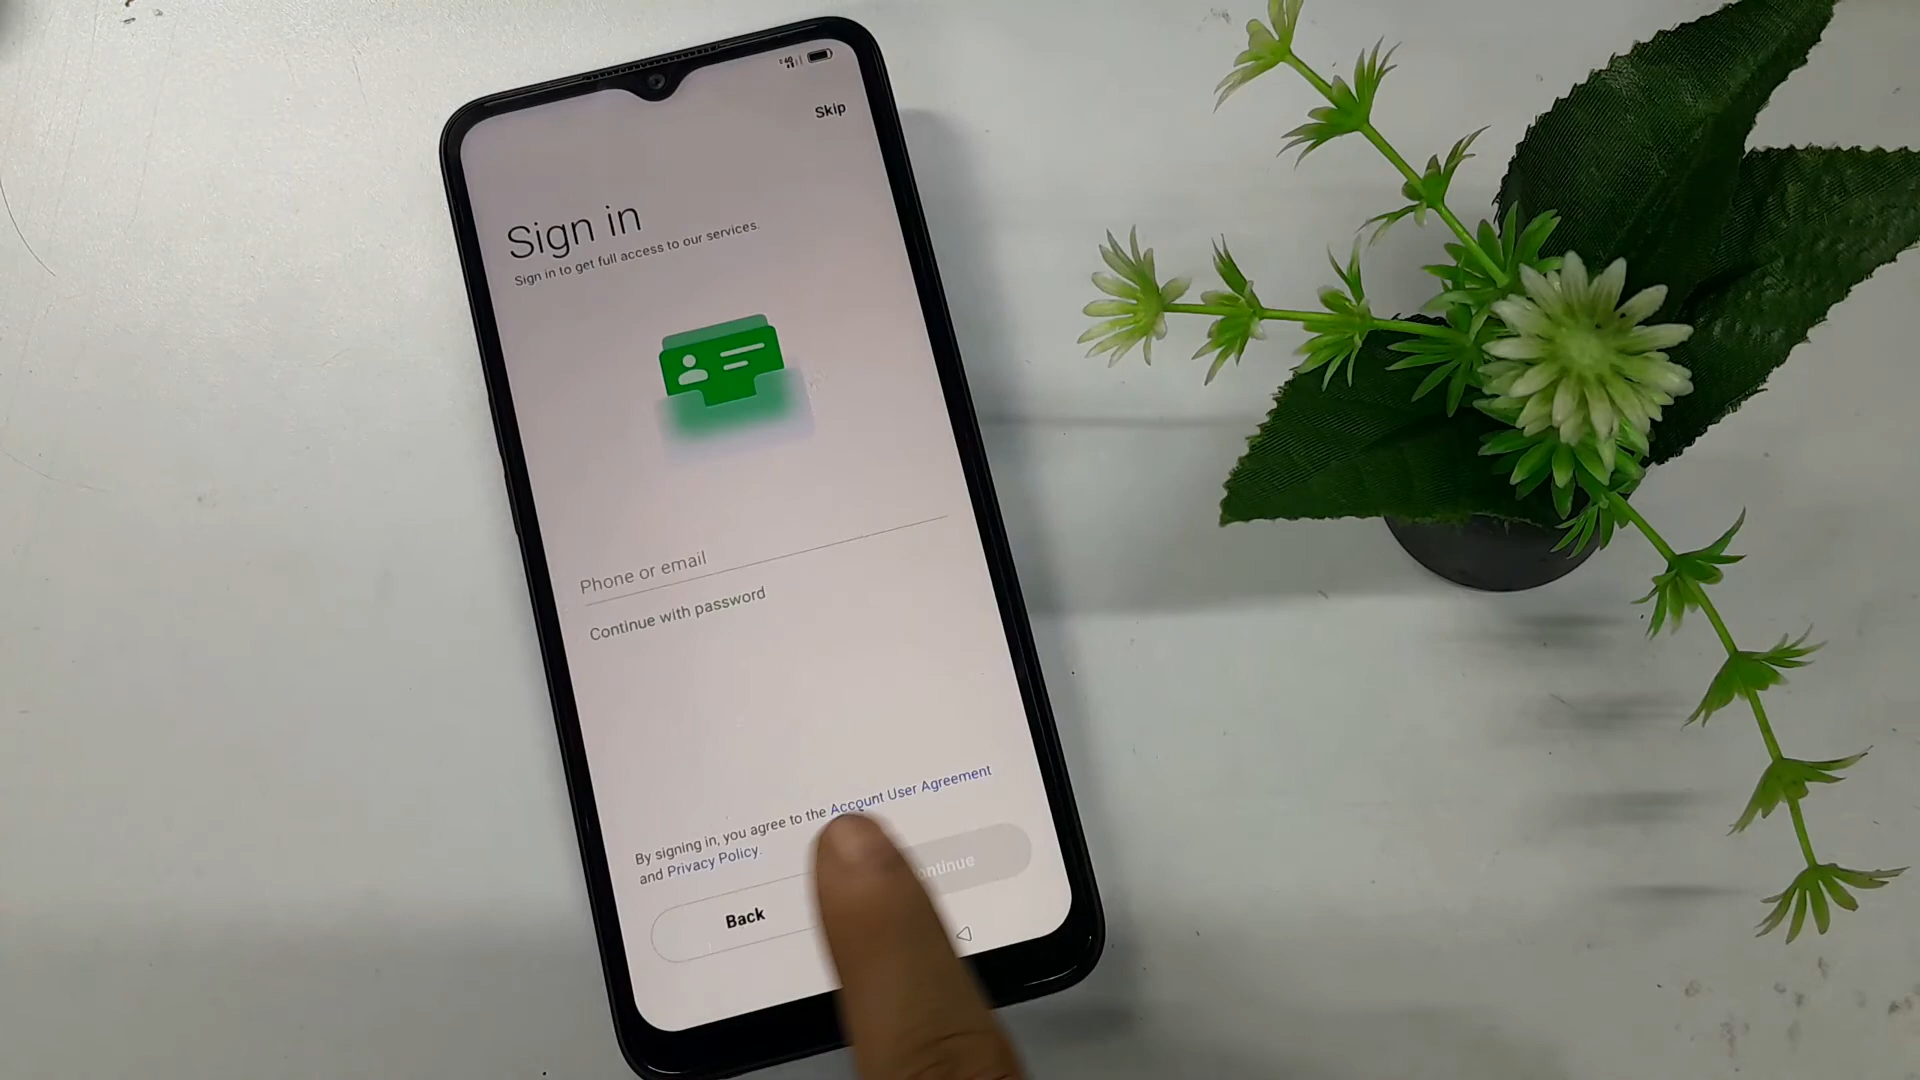 Skip
Sign in
Sign in to get full access to our services.
Phone or email
Continue with password
By signing in, you agree to the Account User Agreement
and Privacy Policy.
Back
ontinue